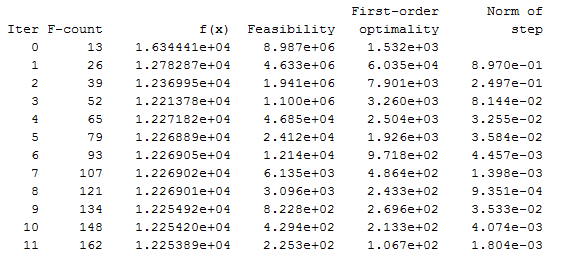 First-order Norm of
Iter F-count f(x) Feasibility optimality step
0 13 1.634441e+04 8.987e+06 1.532e+03
1 26 1.278287e+04 4.633e+06 6.035e+04 8.970e-01
2 39 1.236995e+04 1.941e+06 7.901e+03 2.497e-01
3 52 1.221378e+04 1.100e+06 3.260e+03 8.144e-02
4 65 1.227182e+04 4.685e+04 2.504e+03 3.255e-02
5 79 1.226889e+04 2.412e+04 1.926e+03 3.584e-02
6 93 1.226905e+04 1.214e+04 9.718e+02 4.457e-03
7 107 1.226902e+04 6.135e+03 4.864e+02 1.398e-03
8 121 1.226901e+04 3.096e+03 2.433e+02 9.351e-04
9 134 1.225492e+04 8.228e+02 2.696e+02 3.533e-02
10 148 1.225420e+04 4.294e+02 2.133e+02 4.074e-03
11 162 1.225389e+04 2.253e+02 1.067e+02 1.804e-03